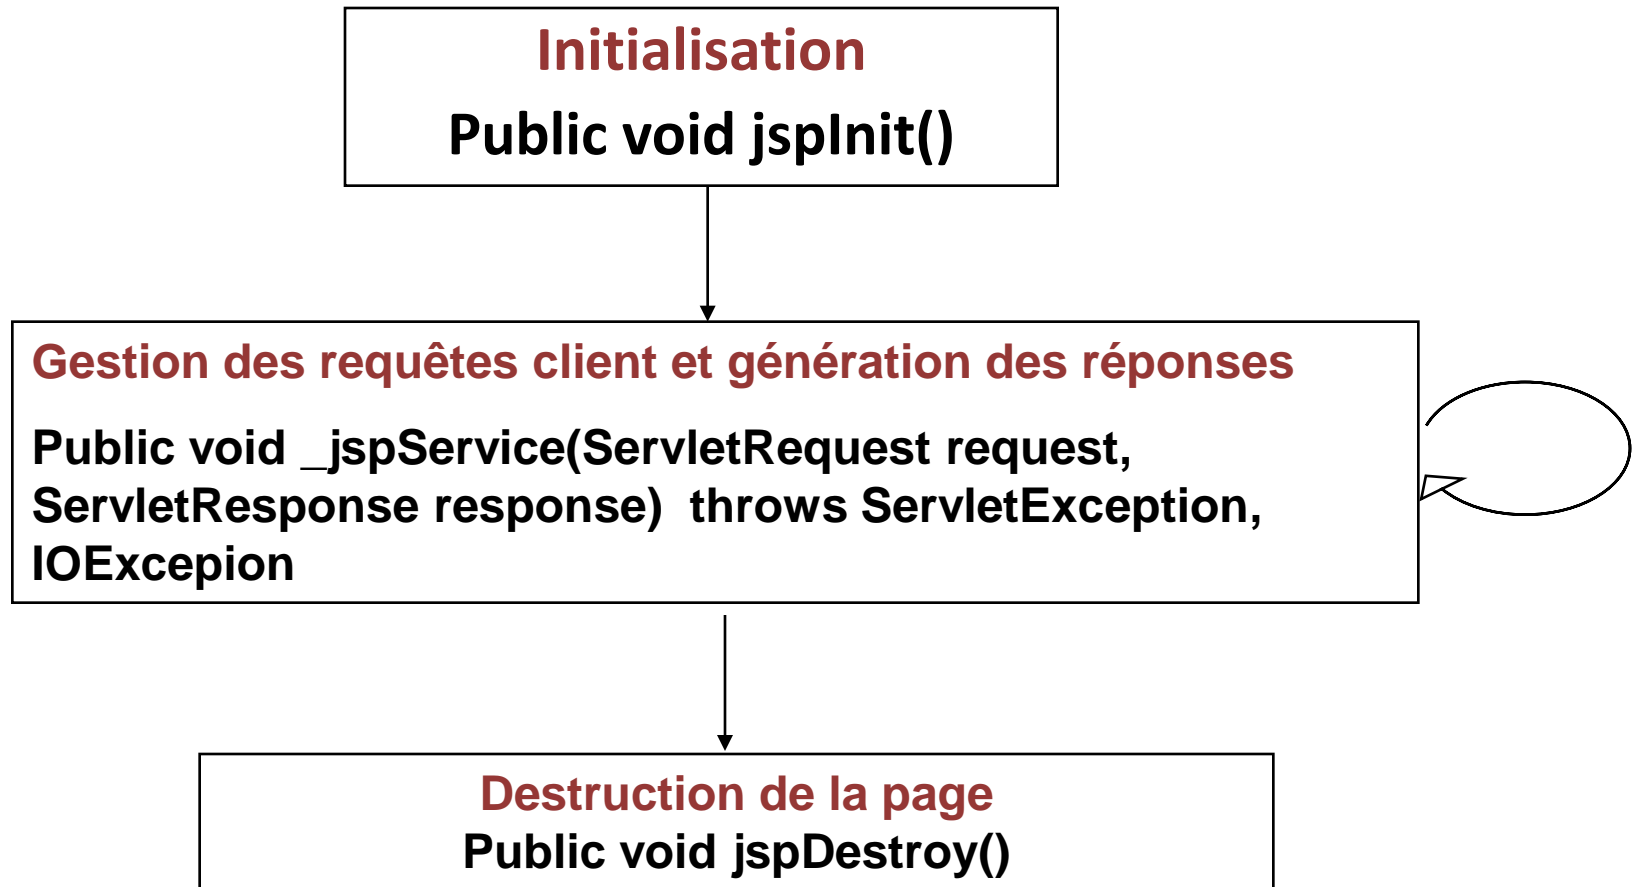 Initialisation
Public void jspInit()
Gestion des requêtes client et génération des réponses
Public void _jspService(ServletRequest request,
ServletResponse response)  throws ServletException,
IOExcepion
Destruction de la page
Public void jspDestroy()